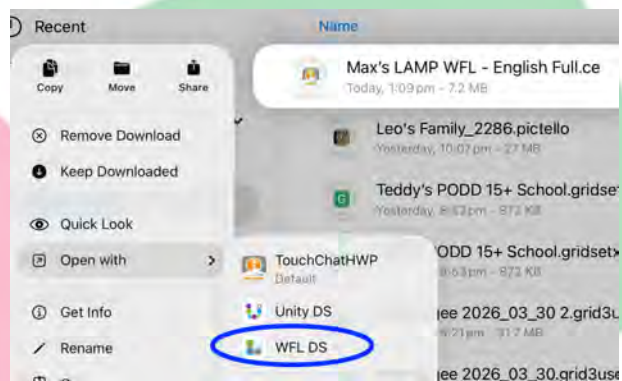 Recent
Name
Copy
Move
Share
Max's LAMP WFL - English Full.ce
Today, 1:09 pm - 7.2 MB
Remove Download
Keep Downloaded
Leo's Family_2286.pictello
Yesterday, 10:07 pm - 27 MB
Teddy's PODD 15+ School.gridse
Quick Look
Open with
TouchChatHWP
Default
ODD 15+ School.gridsetx
Get Info
Unity DS
gee 2026_03_30 2.grid3u
Rename
WFL DS
gee 2026_03_30.grid3use